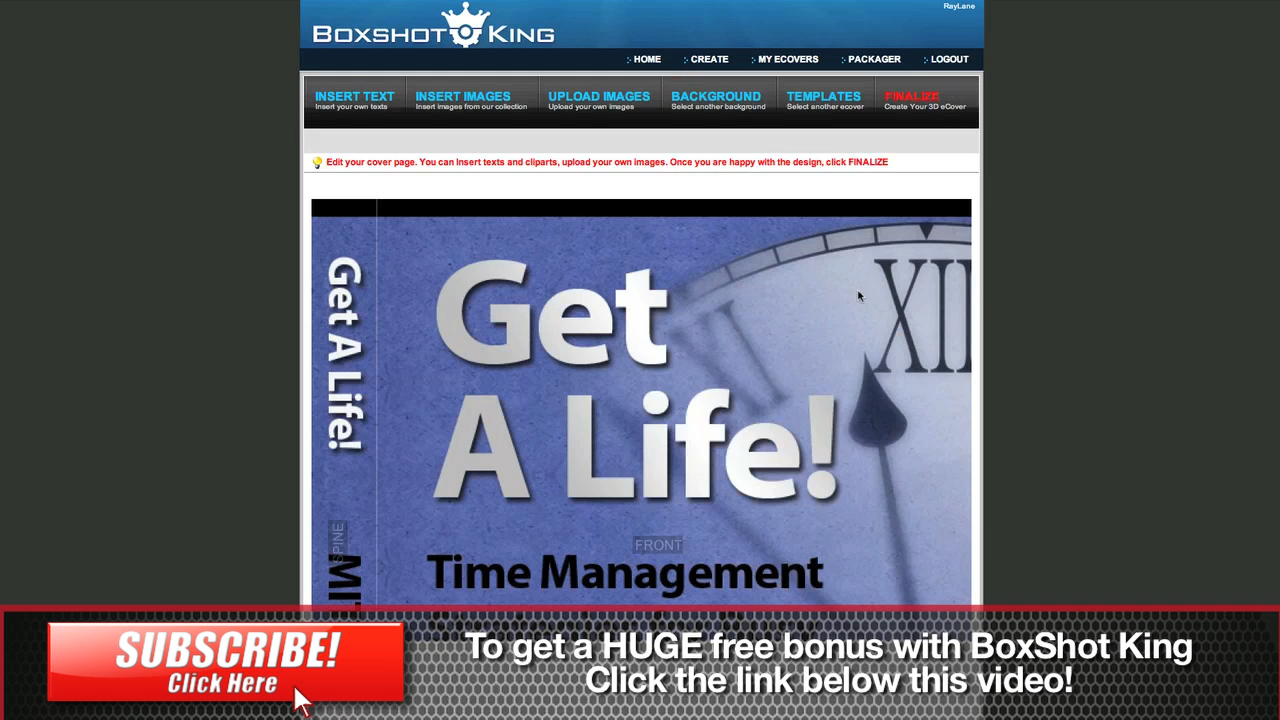 RayLane
BOXSHOT KING
HOME CREATE MY ECOVERS PACKAGER LOGOUT
INSERT TEXT INSERT IMAGES UPLOAD IMAGES BACKGROUND TEMPLATES FINALIZE
Insert your own texts Insert images from our collection Upload your own images Select another background Select another ecover Create Your 3D eCover
Edit your cover page. You can Insert texts and cliparts, upload your own images. Once you are happy with the design, click FINALIZE
Get A Life!
SPINE
Get
A Life!
XII
XI
FRONT
Time Management
SUBSCRIBE!
Click Here
To get a HUGE free bonus with BoxShot King
Click the link below this video!